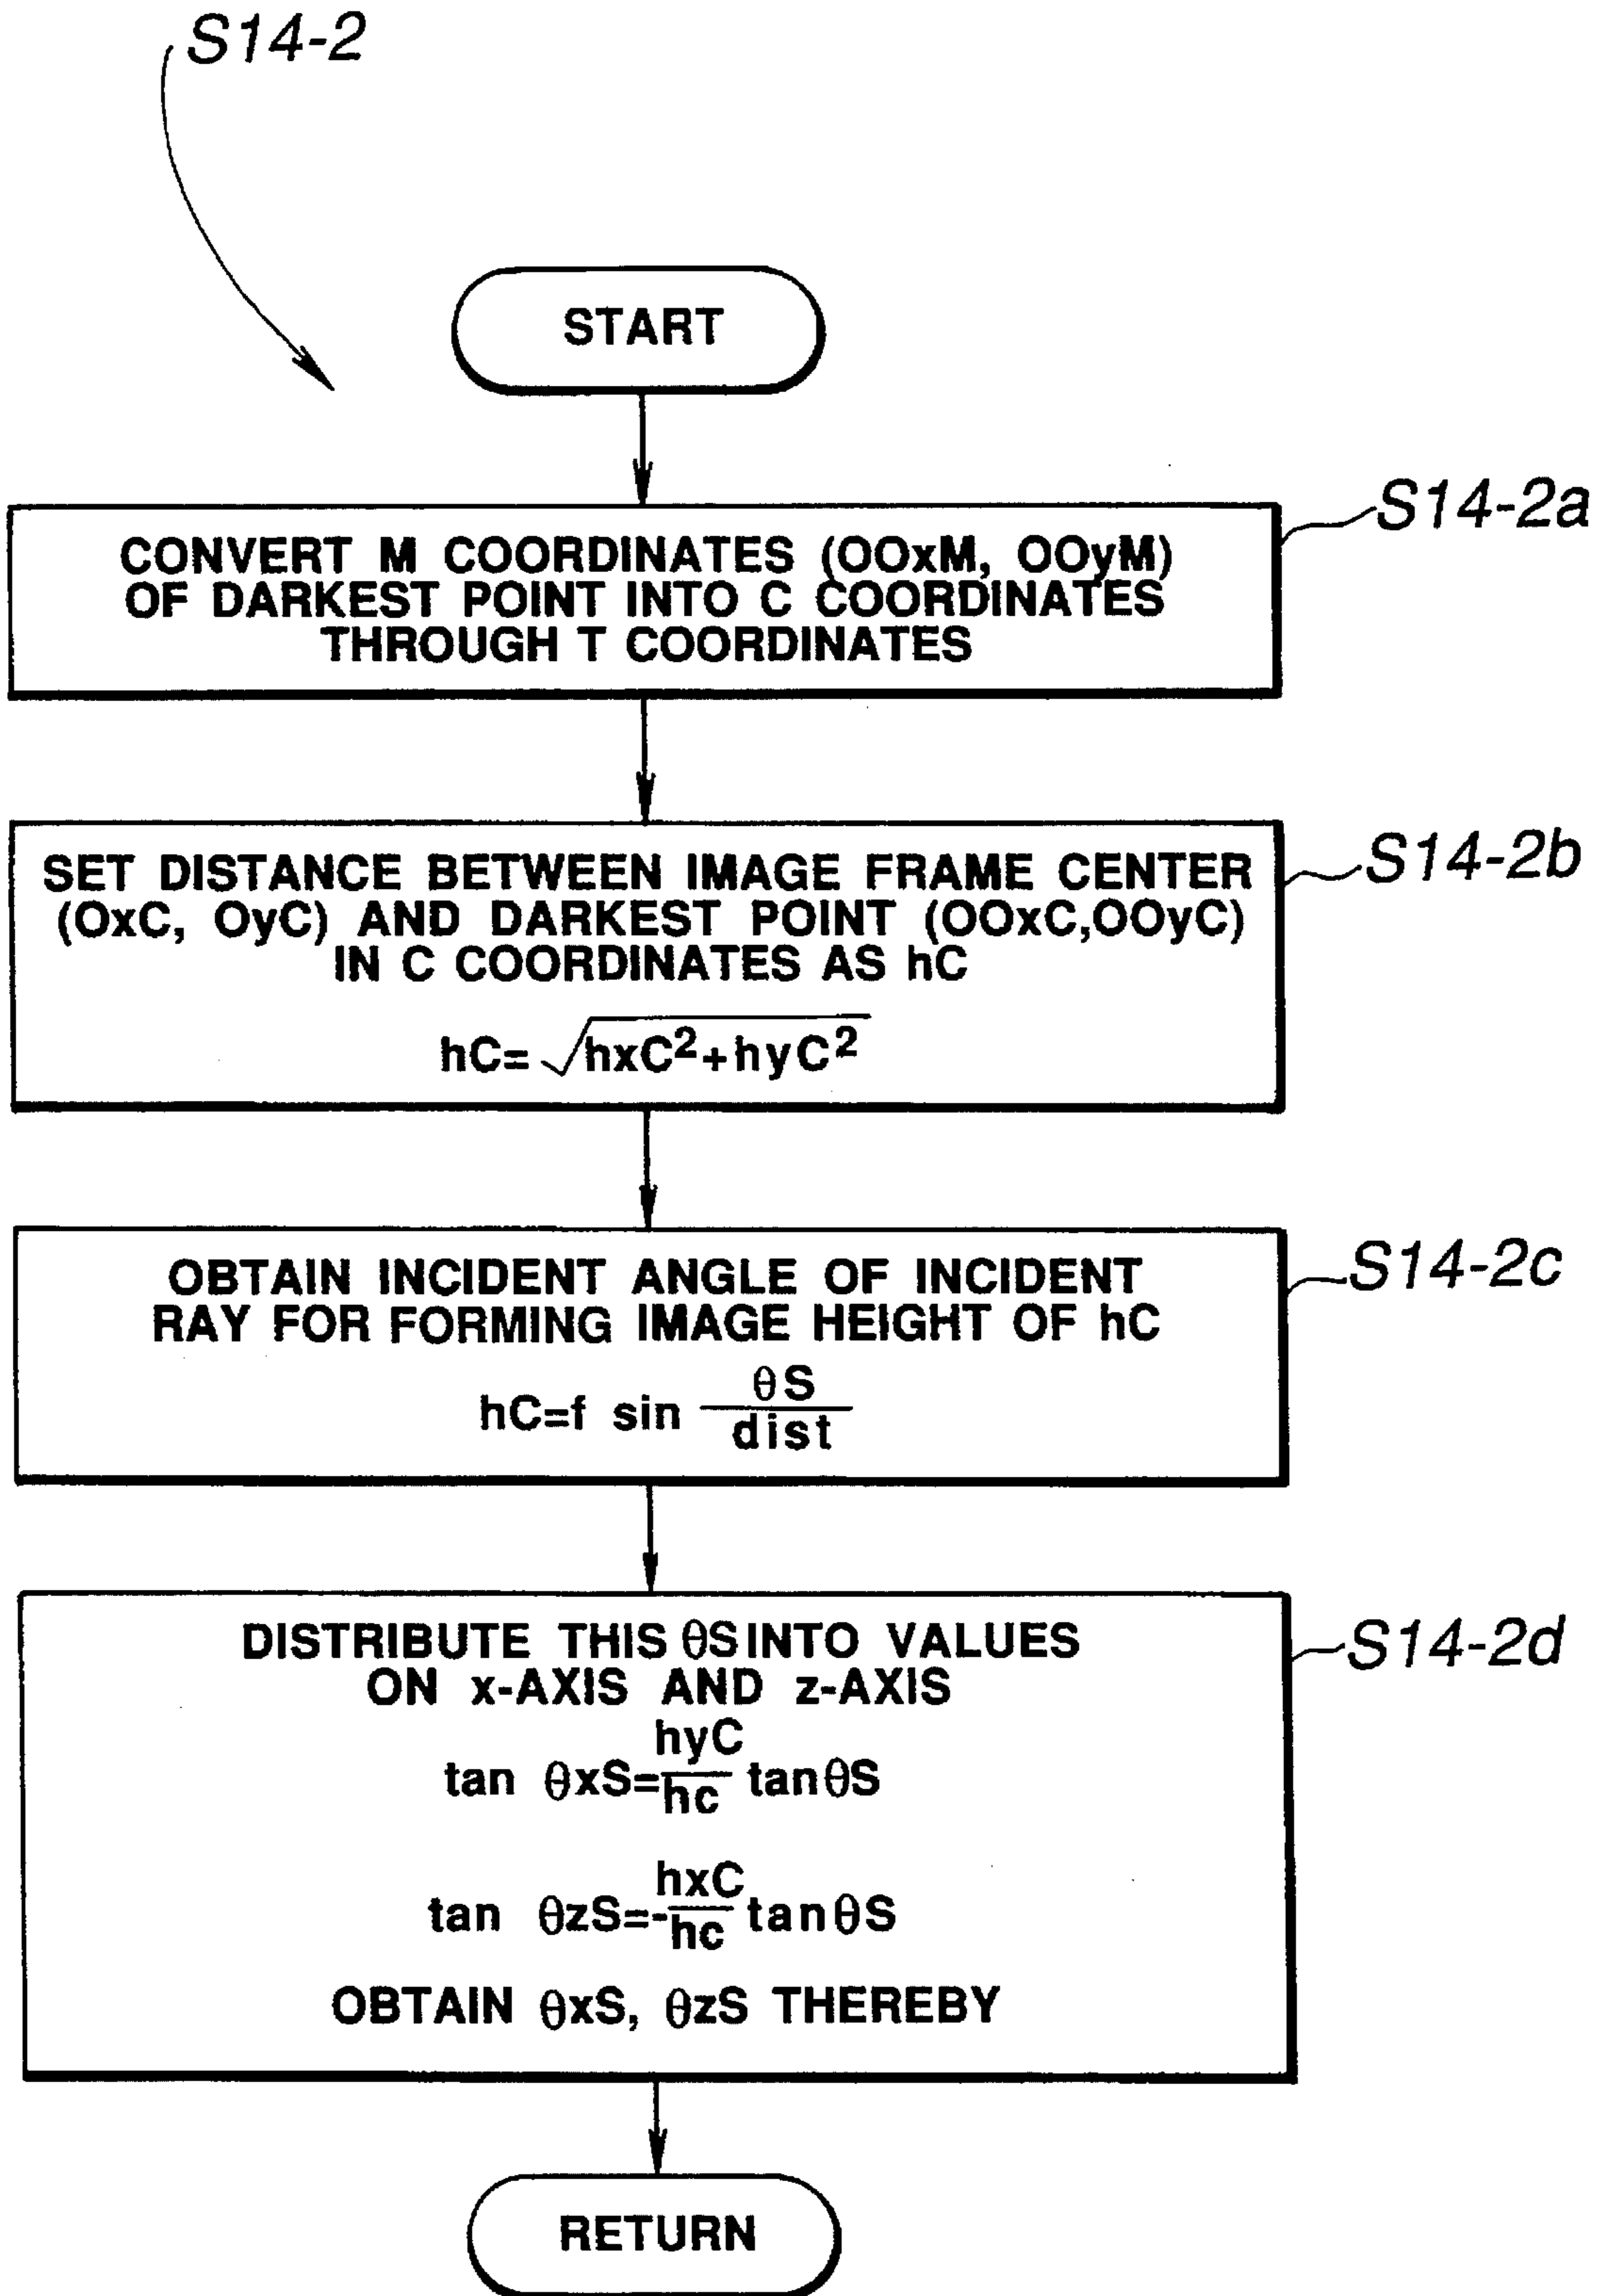 S14-2
START
S14-2a
CONVERT M COORDINATES (OOxM, OOyM)
OF DARKEST POINT INTO C COORDINATES
THROUGH T COORDINATES
S14-2b
SET DISTANCE BETWEEN IMAGE FRAME CENTER
(OxC, OyC) AND DARKEST POINT (OOxC,OOyC)
IN C COORDINATES AS hC
hC= √hxC²+hyC²
S14-2c
OBTAIN INCIDENT ANGLE OF INCIDENT
RAY FOR FORMING IMAGE HEIGHT OF hC
θS
hC=f sin
dist
S14-2d
DISTRIBUTE THIS θS INTO VALUES
ON x-AXIS AND z-AXIS
hyC
tan θxS= tanθS
hc
hxC
tan θzS=- tanθS
hc
OBTAIN θxS, θzS THEREBY
RETURN